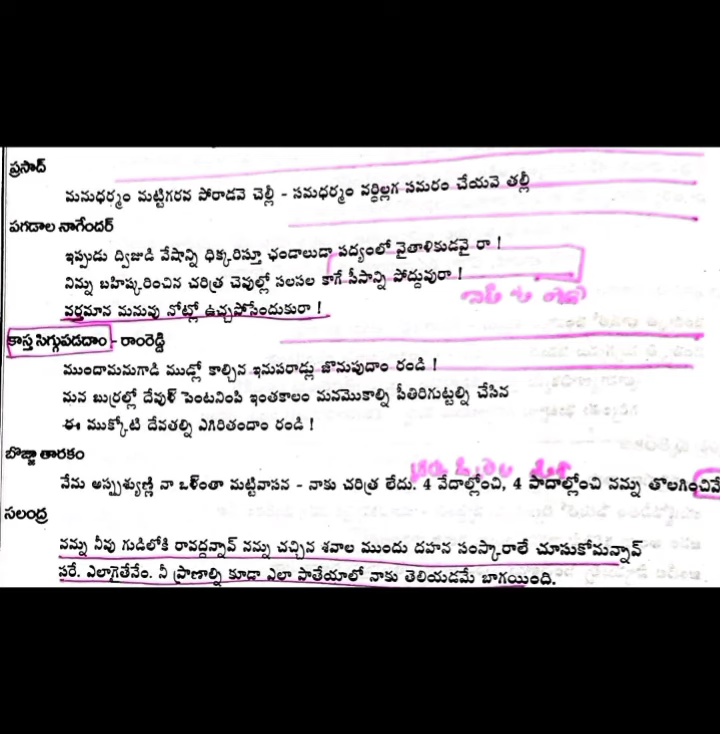 ప్రసాద్
మనుధర్మం మట్టిగరవ పోరాడవె చెల్లీ - సమధర్మం వర్ధిల్లగ సమరం చేయవె తల్లీ
పగడాల నాగేందర్
ఇప్పుడు ద్విజుడి వేషాన్ని ధిక్కరిస్తూ ఛండాలుడా పద్యంలో వైతాళికుడవై రా !
నిన్ను బహిష్కరించిన చరిత్ర చెవుల్లో సలసల కాగే సీసాన్ని పోద్దువురా !
వర్తమాన మనువు నోట్లో ఉచ్చపోసేందుకురా !
కాస్త సిగ్గుపడదాం - రాంరెడ్డి
ముందామనుగాడి ముడ్లో కాల్చిన ఇనుపరాడ్లు జొనుపుదాం రండి !
మన బుర్రల్లో దేవుళ్ పెంటనింపి ఇంతకాలం మనమొకాల్ని పీతిరిగుట్టల్ని చేసిన
ఈ ముక్కోటి దేవతల్ని ఎగిరితందాం రండి !
బొజ్జా తారకం
నేను అస్పృశ్యుణ్ణి నా ఒళ్ంతా మట్టివాసన - నాకు చరిత్ర లేదు. 4 వేదాల్లోంచి, 4 పాదాల్లోంచి నన్ను తొలగించివే
సలంద్ర
నన్ను నీవు గుడిలోకి రావద్దన్నావ్ నన్ను చచ్చిన శవాల ముందు దహన సంస్కారాలే చూసుకోమన్నావ్
సరే. ఎలాగైతేనేం. నీ ప్రాణాల్ని కూడా ఎలా పాతేయాలో నాకు తెలియడమే బాగయింది.